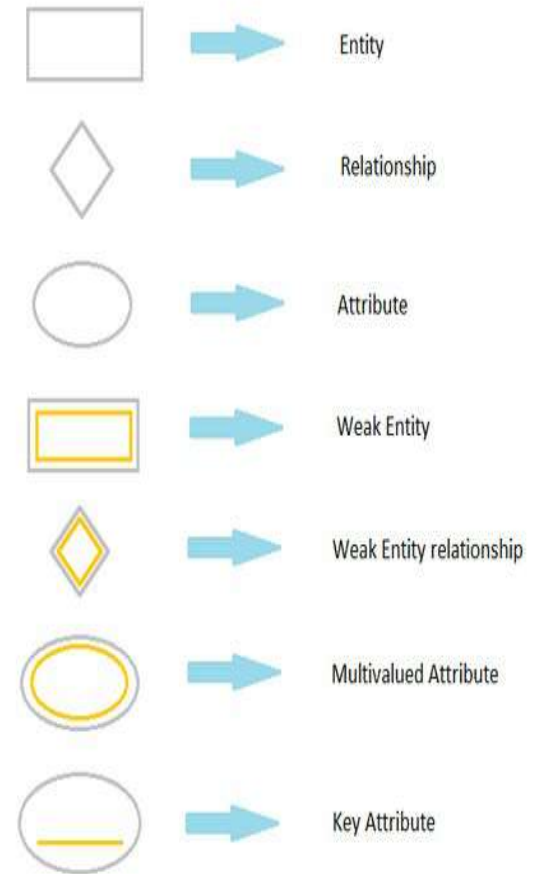 Entity
Relationship
Attribute
Weak Entity
Weak Entity relationship
Multivalued Attribute
Key Attribute